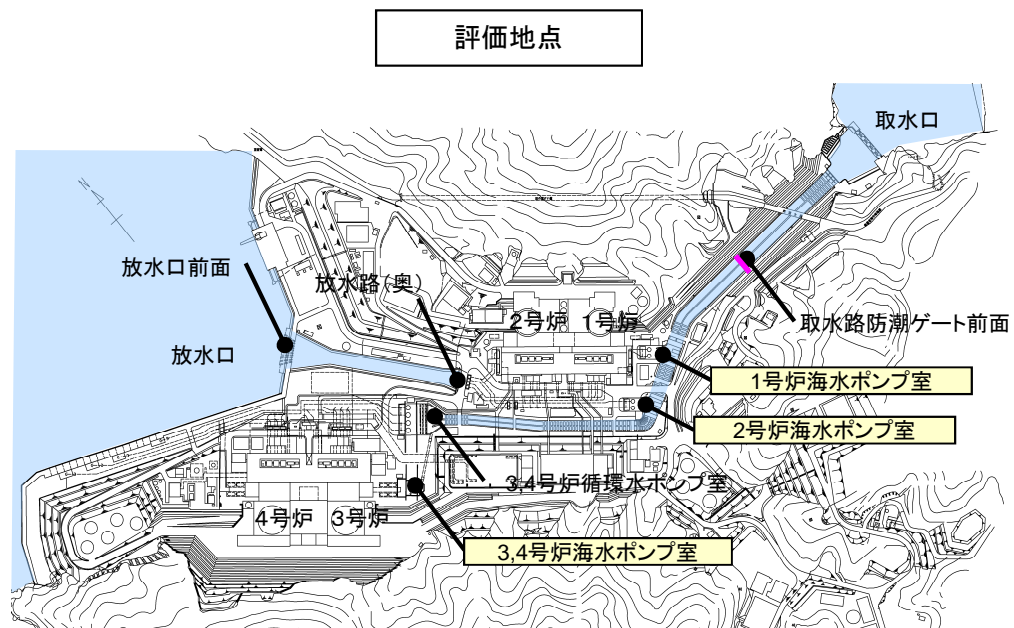 評価地点
取水口
放水口前面
放水路(奥)
2号炉 1号炉
取水路防潮ゲート前面
放水口
1号炉海水ポンプ室
2号炉海水ポンプ室
3,4号炉循環水ポンプ室
4号炉 3号炉
3,4号炉海水ポンプ室